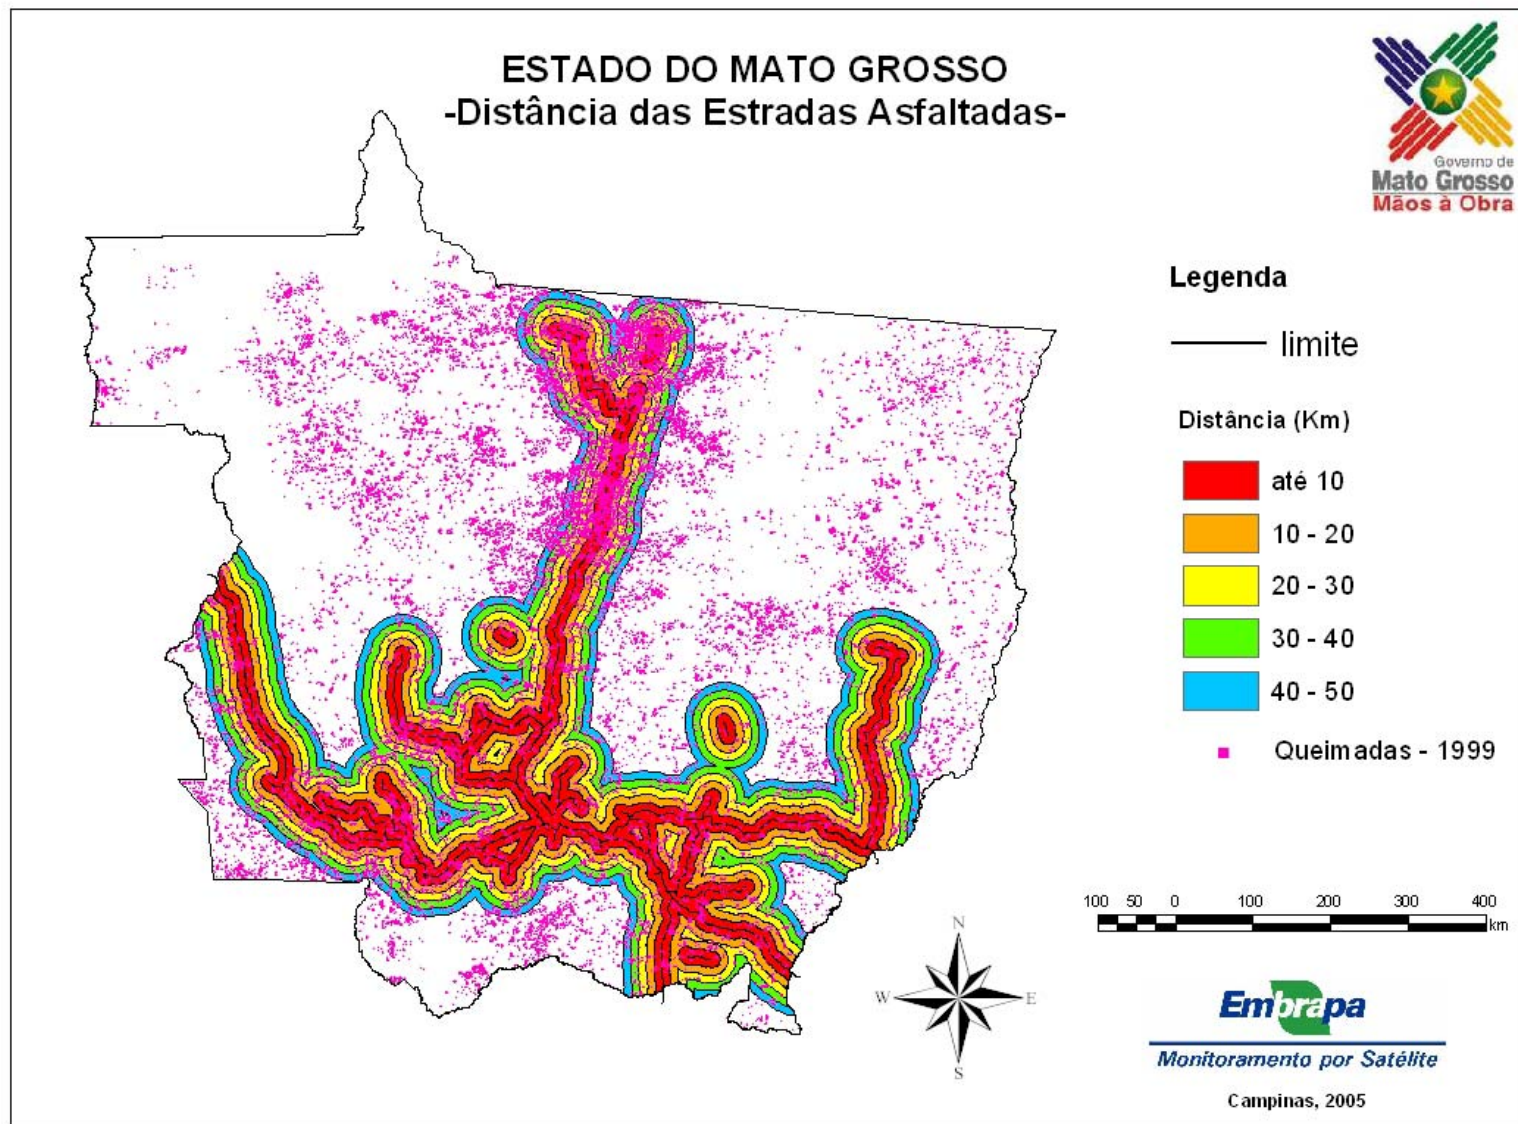 ESTADO DO MATO GROSSO
-Distância das Estradas Asfaltadas-
Governo de
Mato Grosso
Mãos à Obra
Legenda
limite
Distância (Km)
até 10
10 - 20
20 - 30
30 - 40
40 - 50
Queimadas - 1999
100 50 0 100 200 300 400
km
N
W E
S
Embrapa
Monitoramento por Satélite
Campinas, 2005